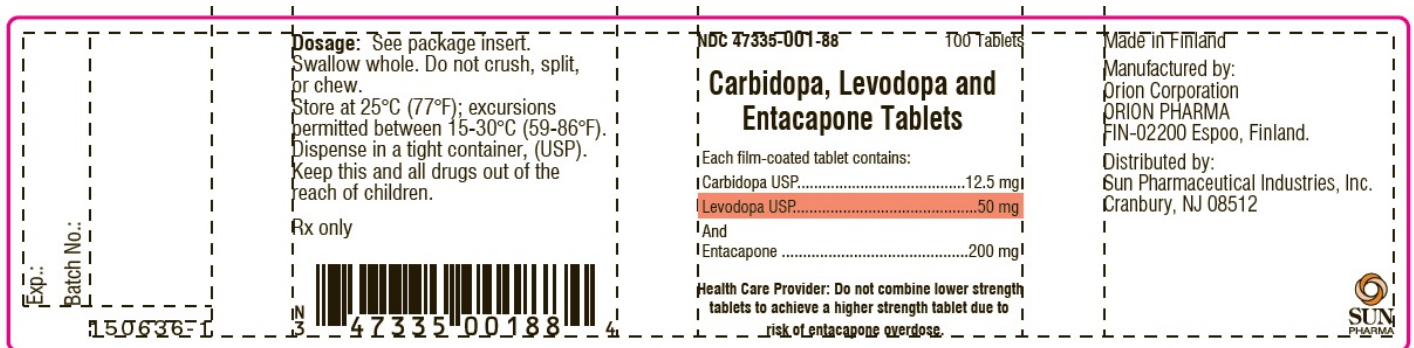 Exp.:
Batch No.:
150636-1
Dosage: See package insert.
Swallow whole. Do not crush, split,
or chew.
Store at 25°C (77°F); excursions
permitted between 15-30°C (59-86°F).
Dispense in a tight container, (USP).
Keep this and all drugs out of the
reach of children.
Rx only
N
3 47335 00188 4
NDC 47335-001-88 100 Tablets
Carbidopa, Levodopa and
Entacapone Tablets
Each film-coated tablet contains:
Carbidopa USP..........................................12.5 mg
Levodopa USP..............................................50 mg
And
Entacapone ...............................................200 mg
Health Care Provider: Do not combine lower strength
tablets to achieve a higher strength tablet due to
risk of entacapone overdose.
Made in Finland
Manufactured by:
Orion Corporation
ORION PHARMA
FIN-02200 Espoo, Finland.
Distributed by:
Sun Pharmaceutical Industries, Inc.
Cranbury, NJ 08512
SUN
PHARMA